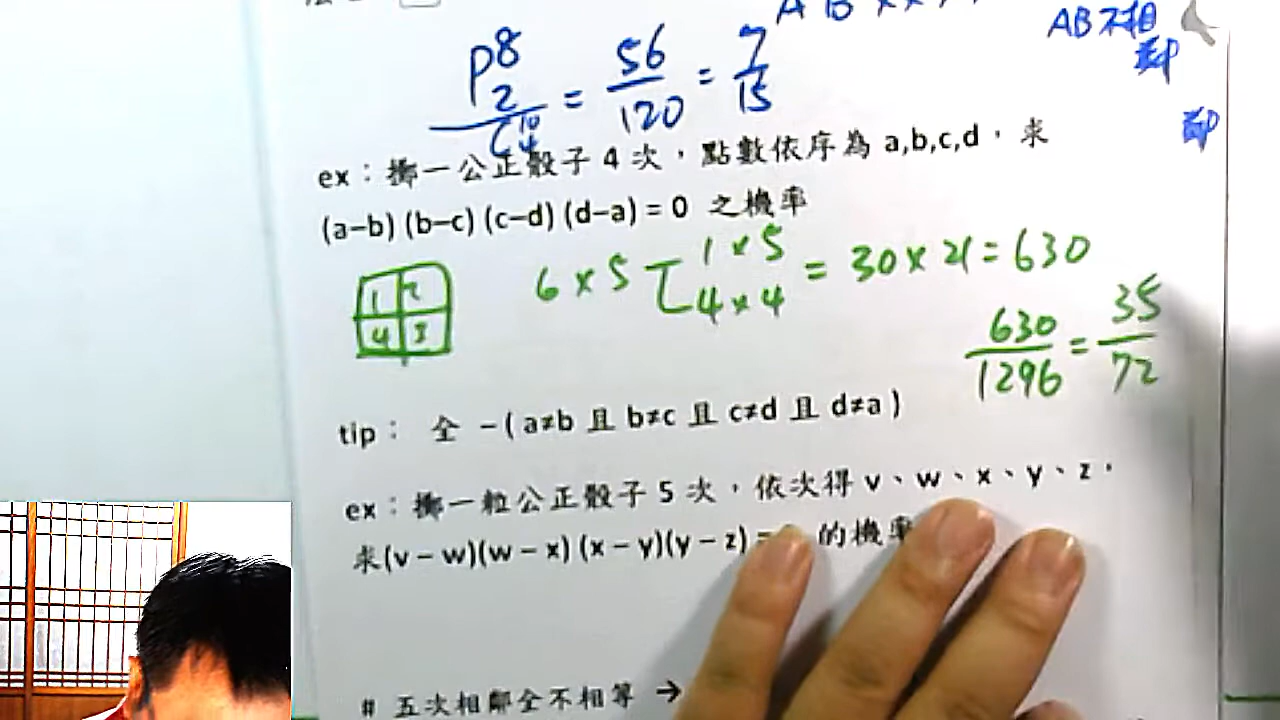 AB不相
鄰
鄰
P⁸₂ / C¹⁰₄ = 56/120 = 7/15
ex：擲一公正骰子 4 次，點數依序為 a,b,c,d，求
(a−b) (b−c) (c−d) (d−a) = 0 之機率
1 2
4 3
6 × 5 [ 1 × 5
4 × 4 = 30 × 21 = 630
630/1296 = 35/72
tip： 全 −( a≠b 且 b≠c 且 c≠d 且 d≠a )
ex：擲一粒公正骰子 5 次，依次得 v、w、x、y、z，
求(v − w)(w − x) (x − y)(y − z) = 的機率
# 五次相鄰全不相等 →